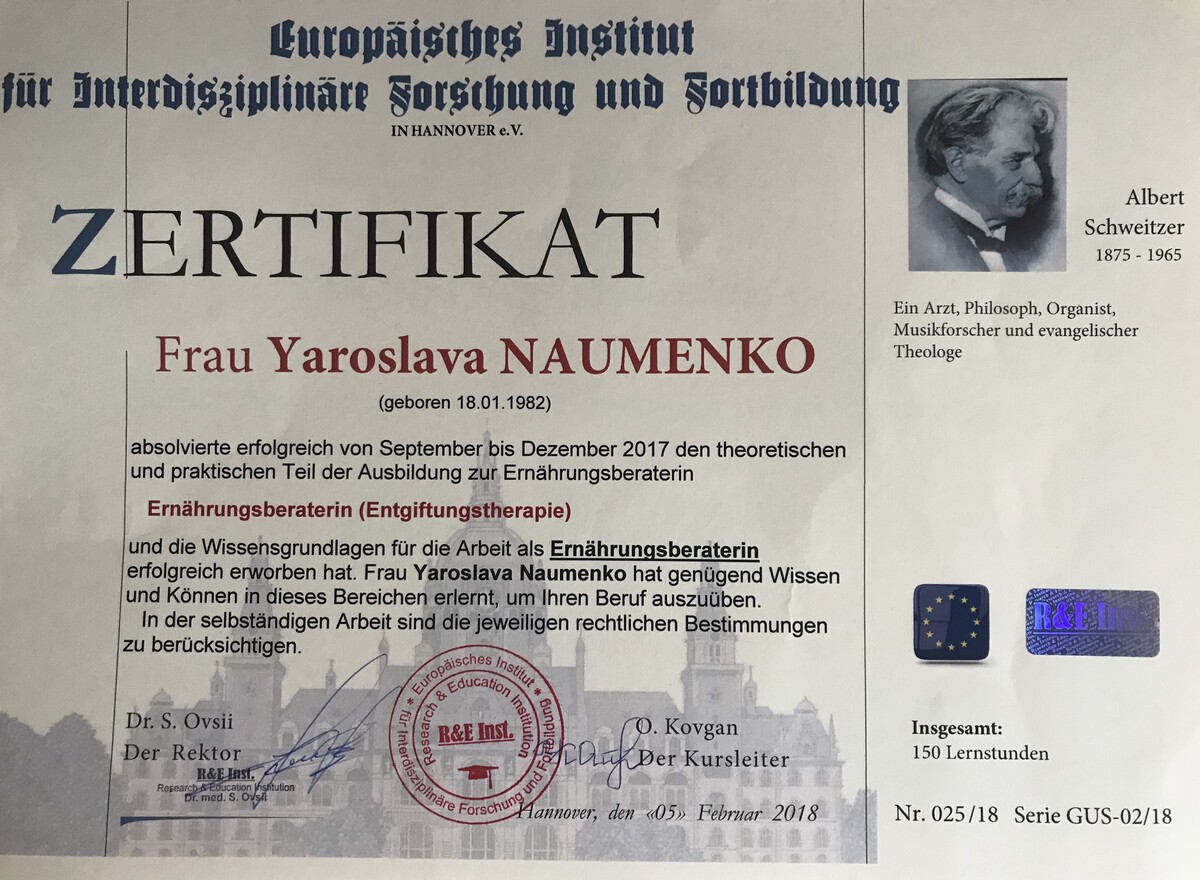 Europäisches Institut
für Interdisziplinäre Forschung und Fortbildung
IN HANNOVER e.V.
ZERTIFIKAT
Frau Yaroslava NAUMENKO
(geboren 18.01.1982)
absolvierte erfolgreich von September bis Dezember 2017 den theoretischen
und praktischen Teil der Ausbildung zur Ernährungsberaterin
Ernährungsberaterin (Entgiftungstherapie)
und die Wissensgrundlagen für die Arbeit als Ernährungsberaterin
erfolgreich erworben hat. Frau Yaroslava Naumenko hat genügend Wissen
und Können in dieses Bereichen erlernt, um Ihren Beruf auszuüben.
In der selbständigen Arbeit sind die jeweiligen rechtlichen Bestimmungen
zu berücksichtigen.
Dr. S. Ovsii
Der Rektor
R&E Inst.
Research & Education Institution
Dr. med. S. Ovsii
Europäisches Institut
für Interdisziplinäre Forschung und Fortbildung
Research & Education Institution
R&E Inst.
O. Kovgan
Der Kursleiter
Hannover, den «05» Februar 2018
Albert
Schweitzer
1875 - 1965
Ein Arzt, Philosoph, Organist,
Musikforscher und evangelischer
Theologe
R&E Inst.
Insgesamt:
150 Lernstunden
Nr. 025/18 Serie GUS-02/18